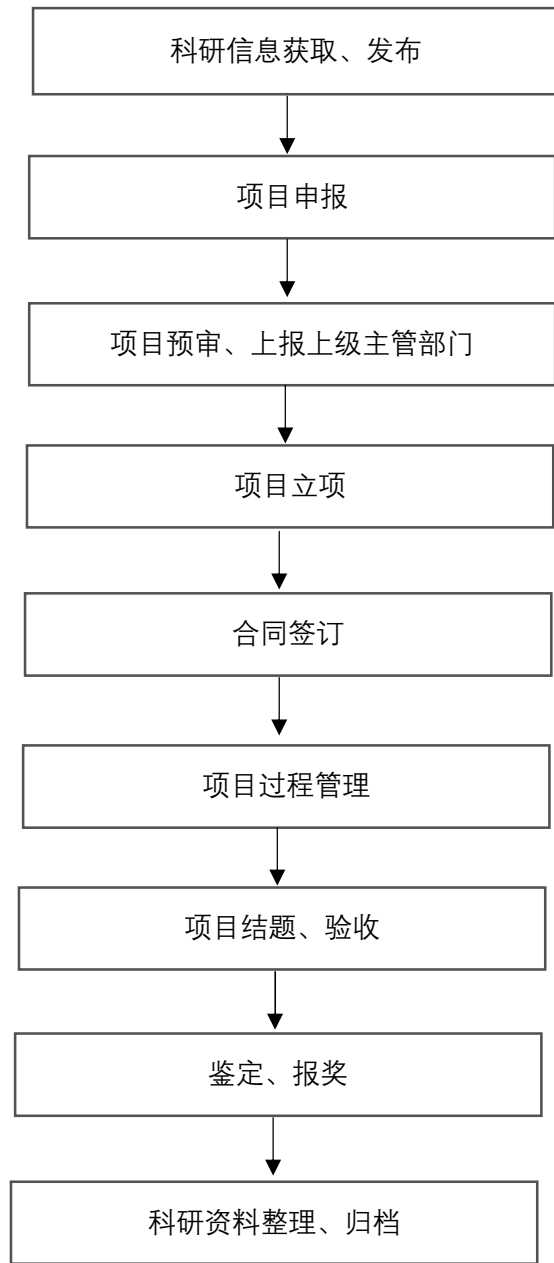 科研信息获取、发布
项目申报
项目预审、上报上级主管部门
项目立项
合同签订
项目过程管理
项目结题、验收
鉴定、报奖
科研资料整理、归档